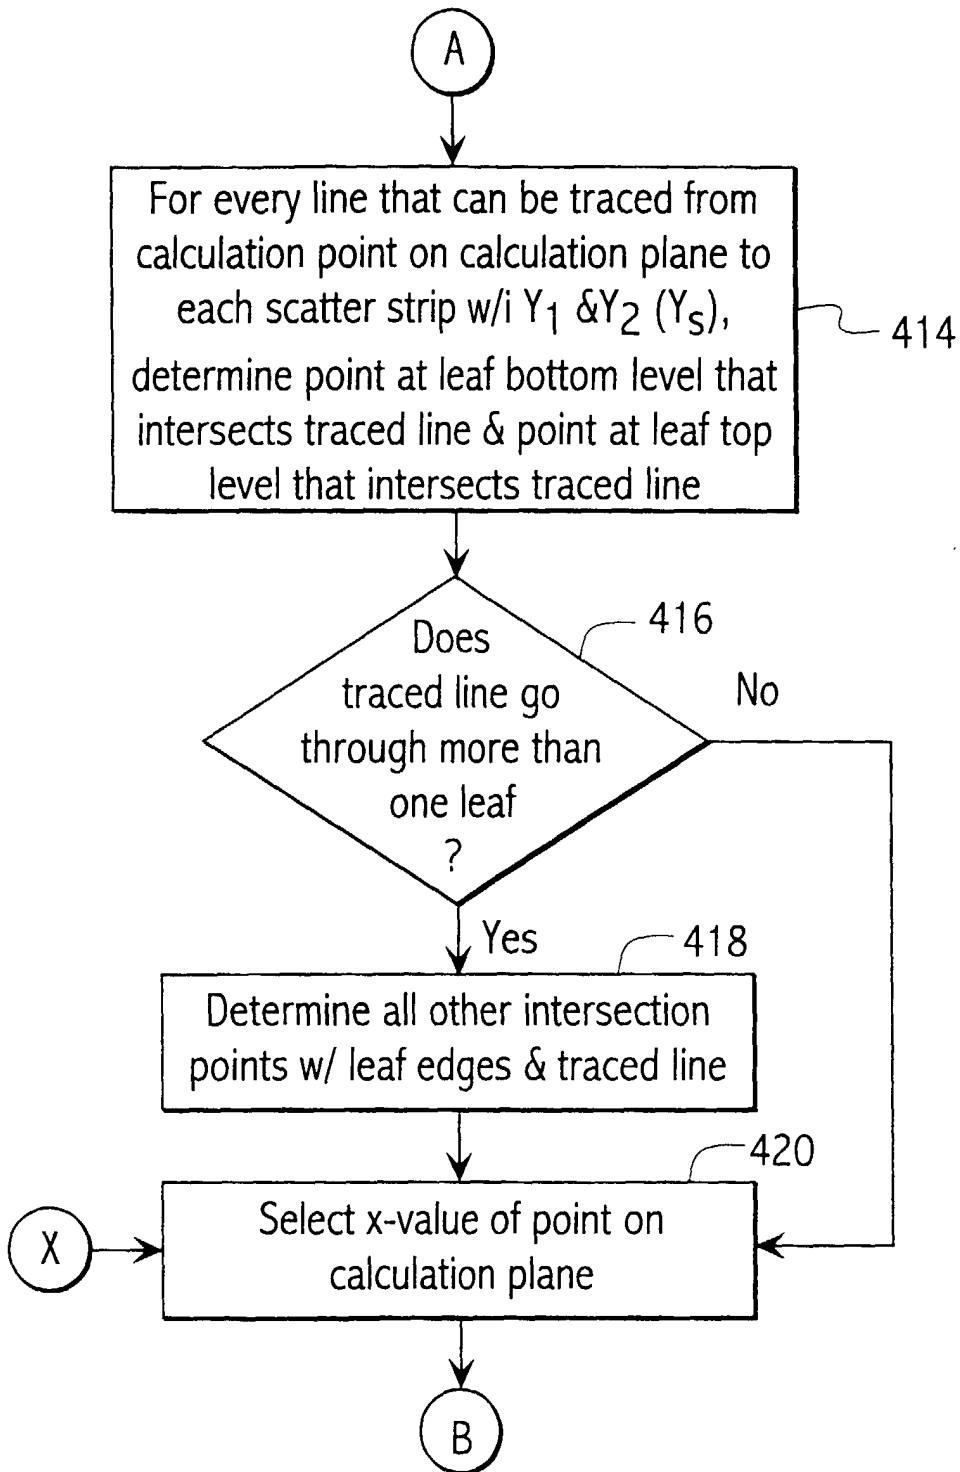 A
For every line that can be traced from
calculation point on calculation plane to
each scatter strip w/i Y1 &Y2 (Ys),
determine point at leaf bottom level that
intersects traced line & point at leaf top
level that intersects traced line
414
Does
traced line go
through more than
one leaf
?
416
No
Yes
418
Determine all other intersection
points w/ leaf edges & traced line
420
X
Select x-value of point on
calculation plane
B